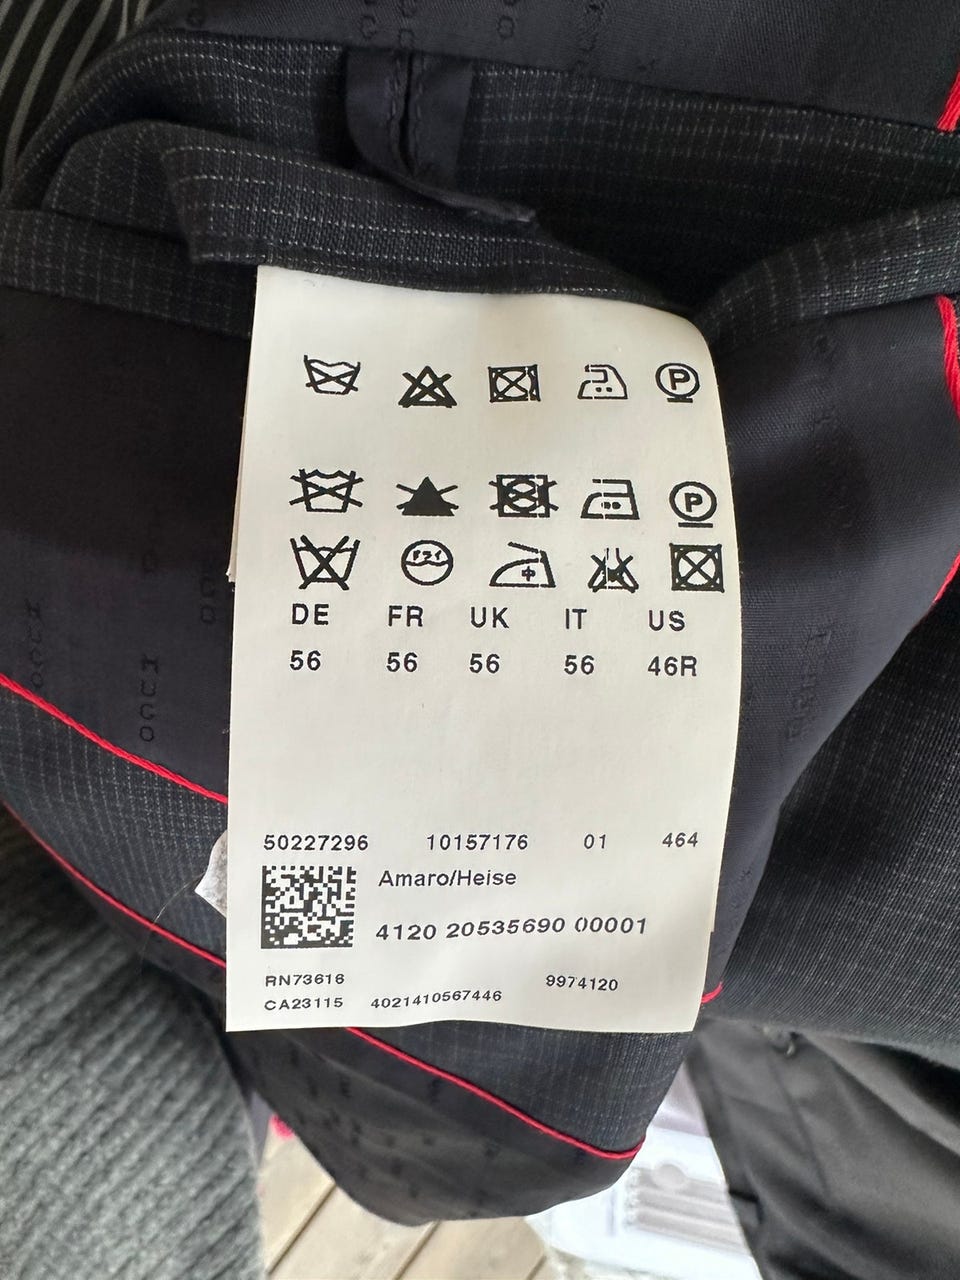 P
P
DE FR UK IT US
56 56 56 56 46R
50227296 10157176 01 464
Amaro/Heise
4120 20535690 00001
RN73616 9974120
CA23115 4021410567446